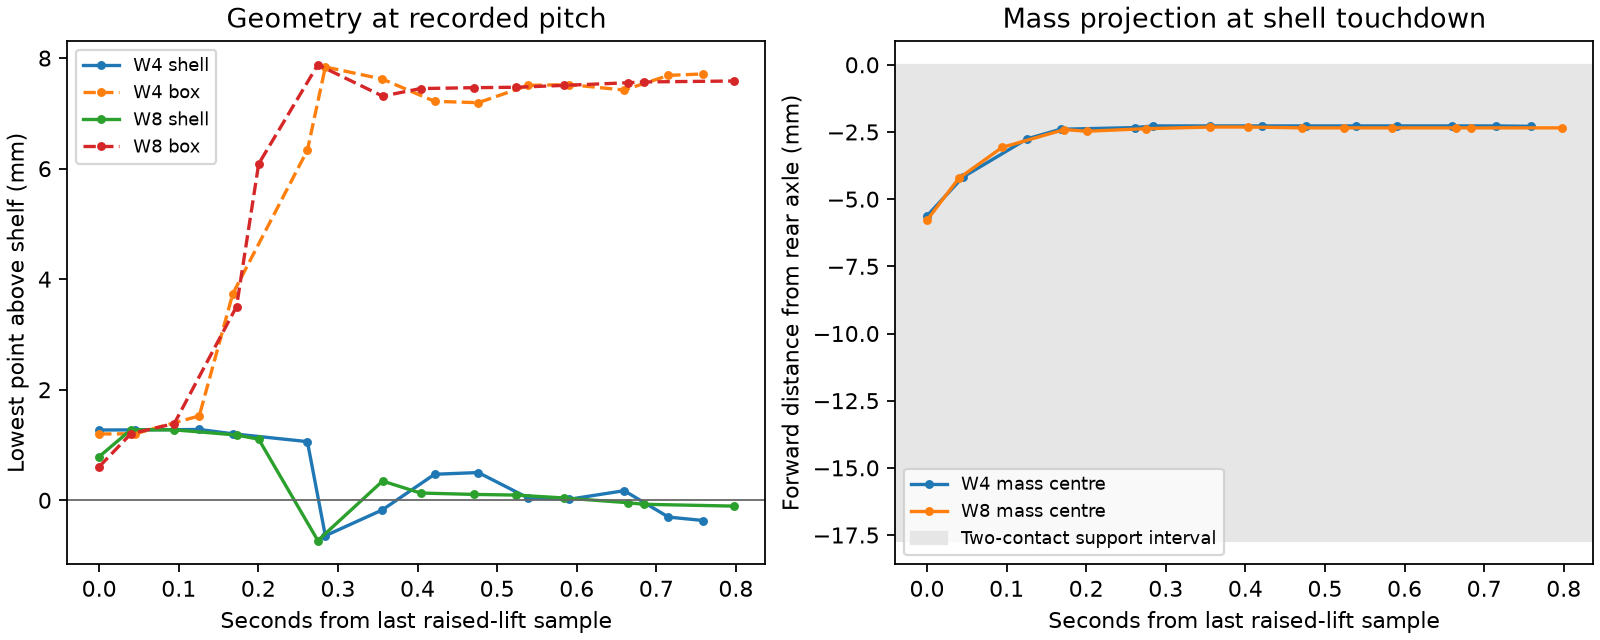 Geometry at recorded pitch
Lowest point above shelf (mm)
8
6
4
2
0
W4 shell
W4 box
W8 shell
W8 box
0.0 0.1 0.2 0.3 0.4 0.5 0.6 0.7 0.8
Seconds from last raised-lift sample
Mass projection at shell touchdown
Forward distance from rear axle (mm)
0.0
−2.5
−5.0
−7.5
−10.0
−12.5
−15.0
−17.5
W4 mass centre
W8 mass centre
Two-contact support interval
0.0 0.1 0.2 0.3 0.4 0.5 0.6 0.7 0.8
Seconds from last raised-lift sample